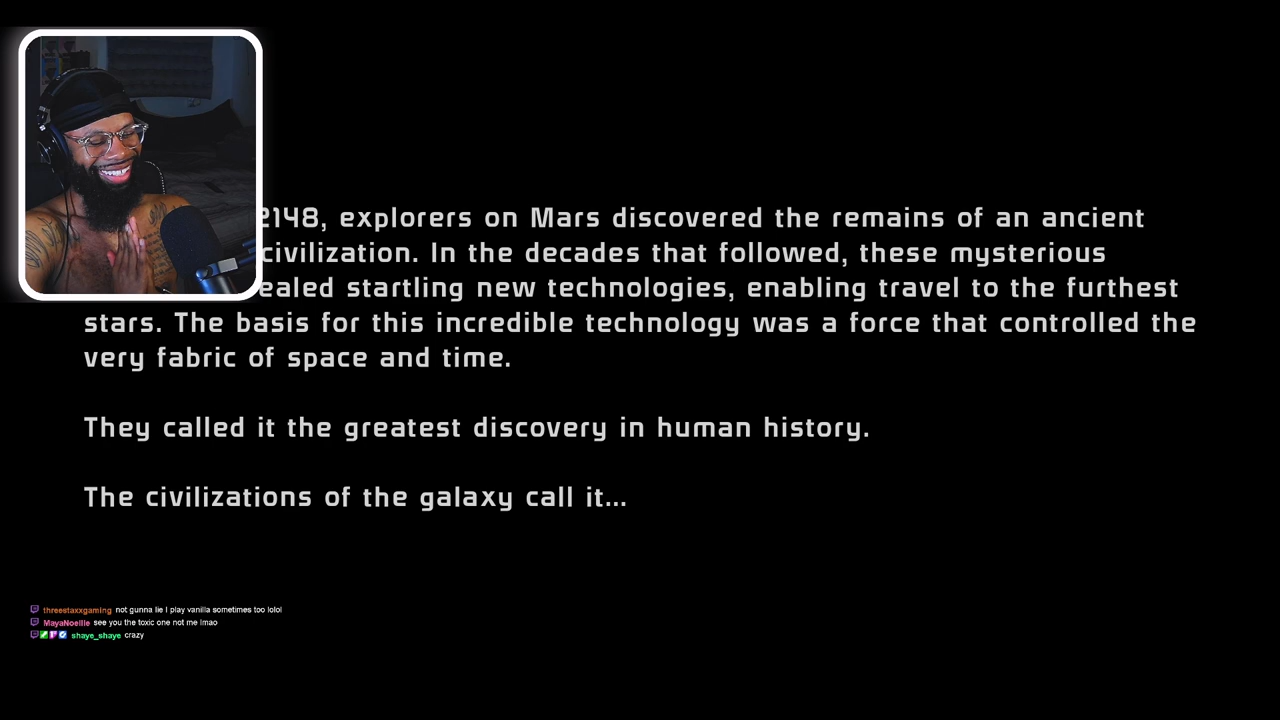 2148, explorers on Mars discovered the remains of an ancient
civilization. In the decades that followed, these mysterious
ealed startling new technologies, enabling travel to the furthest
stars. The basis for this incredible technology was a force that controlled the
very fabric of space and time.
They called it the greatest discovery in human history.
The civilizations of the galaxy call it...
threestaxxgaming not gunna lie I play vanilla sometimes too lolol
MayaNoellle see you the toxic one not me lmao
shaye_shaye crazy